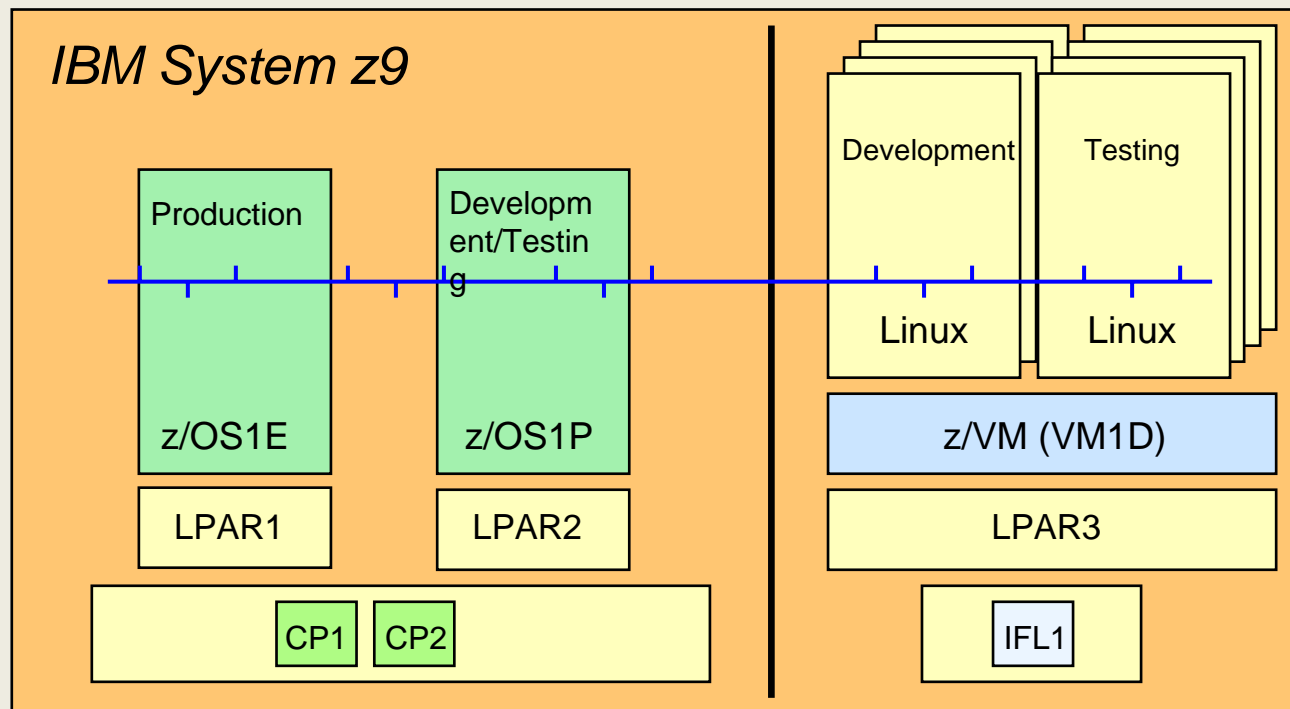 IBM System z9
Development
Testing
Production
Developm
ent/Testin
g
Linux
Linux
z/OS1E
z/OS1P
z/VM (VM1D)
LPAR1
LPAR2
LPAR3
CP1
CP2
IFL1